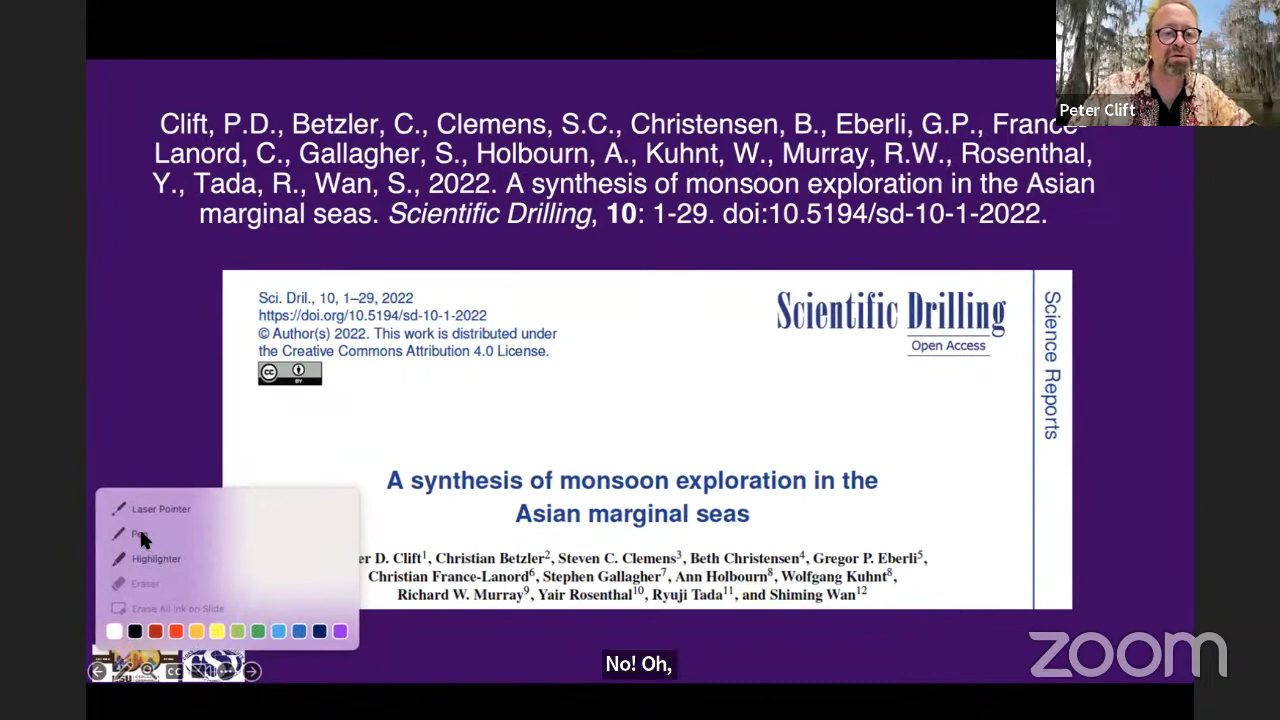 Clift, P.D., Betzler, C., Clemens, S.C., Christensen, B., Eberli, G.P., France-
Lanord, C., Gallagher, S., Holbourn, A., Kuhnt, W., Murray, R.W., Rosenthal,
Y., Tada, R., Wan, S., 2022. A synthesis of monsoon exploration in the Asian
marginal seas. Scientific Drilling, 10: 1-29. doi:10.5194/sd-10-1-2022.
Peter Clift
Sci. Dril., 10, 1–29, 2022
https://doi.org/10.5194/sd-10-1-2022
© Author(s) 2022. This work is distributed under
the Creative Commons Attribution 4.0 License.
cc BY
Scientific Drilling
Open Access
Science Reports
A synthesis of monsoon exploration in the
Asian marginal seas
er D. Clift1, Christian Betzler2, Steven C. Clemens3, Beth Christensen4, Gregor P. Eberli5,
Christian France-Lanord6, Stephen Gallagher7, Ann Holbourn8, Wolfgang Kuhnt8,
Richard W. Murray9, Yair Rosenthal10, Ryuji Tada11, and Shiming Wan12
Laser Pointer
Pen
Highlighter
Eraser
Erase All Ink on Slide
CC
No! Oh,
zoom